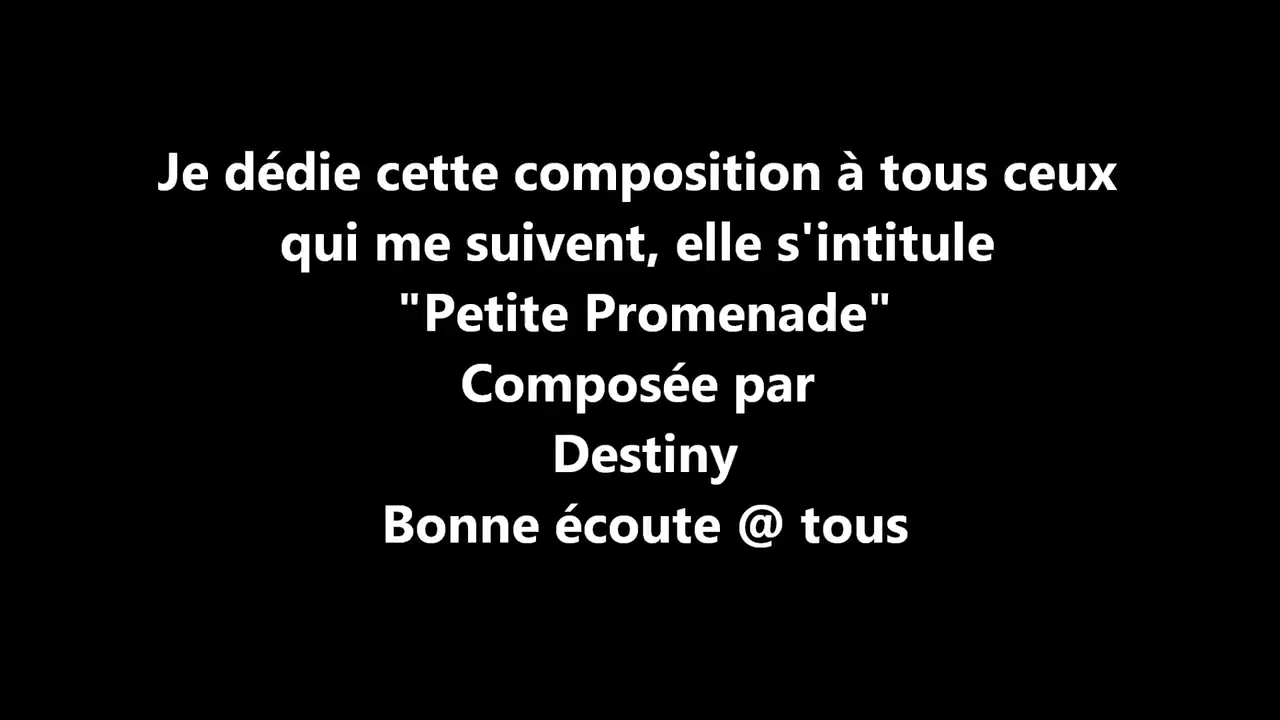 Je dédie cette composition à tous ceux
qui me suivent, elle s'intitule
"Petite Promenade"
Composée par
Destiny
Bonne écoute @ tous